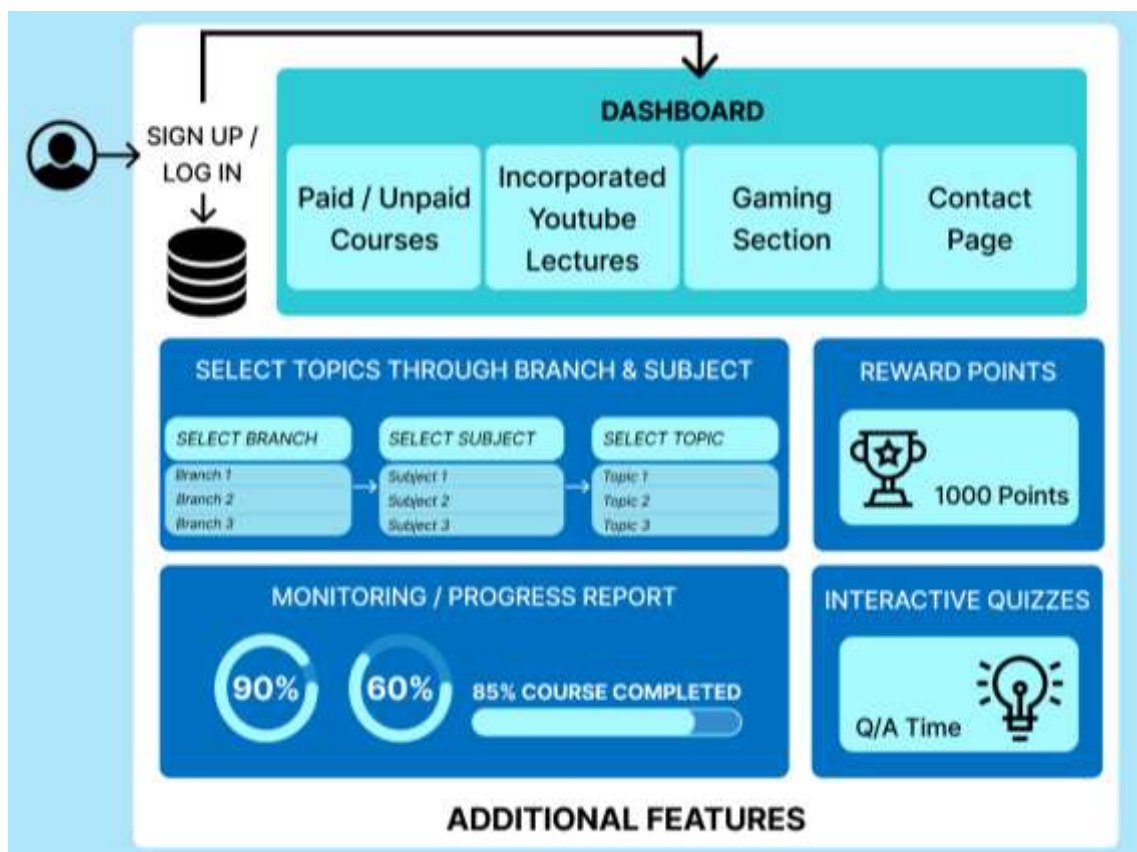 SIGN UP /
LOG IN
DASHBOARD
Paid / Unpaid
Courses
Incorporated
Youtube
Lectures
Gaming
Section
Contact
Page
SELECT TOPICS THROUGH BRANCH & SUBJECT
SELECT BRANCH
Branch 1
Branch 2
Branch 3
SELECT SUBJECT
Subject 1
Subject 2
Subject 3
SELECT TOPIC
Topic 1
Topic 2
Topic 3
REWARD POINTS
1000 Points
MONITORING / PROGRESS REPORT
90%
60%
85% COURSE COMPLETED
INTERACTIVE QUIZZES
Q/A Time
ADDITIONAL FEATURES